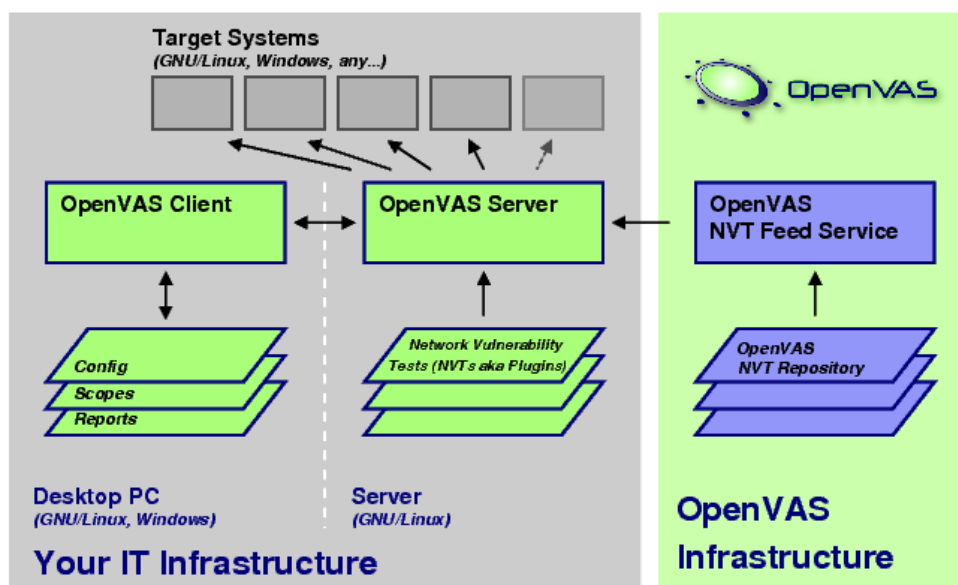 Target Systems
(GNU/Linux, Windows, any...)
OpenVAS
OpenVAS Client
OpenVAS Server
OpenVAS
NVT Feed Service
Config
Scopes
Reports
Network Vulnerability
Tests (NVTs aka Plugins)
OpenVAS
NVT Repository
Desktop PC
(GNU/Linux, Windows)
Server
(GNU/Linux)
Your IT Infrastructure
OpenVAS
Infrastructure